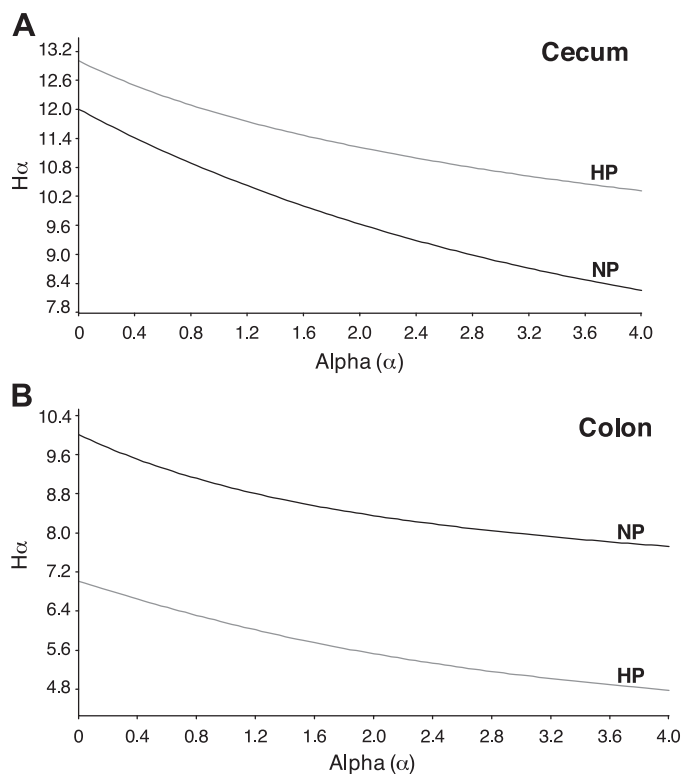 A
Cecum
13.2
12.6
12.0
11.4
10.8
10.2
9.6
9.0
8.4
7.8
Hα
HP
NP
0 0.4 0.8 1.2 1.6 2.0 2.4 2.8 3.2 3.6 4.0
Alpha (α)
B
Colon
10.4
9.6
8.8
8.0
7.2
6.4
5.6
4.8
Hα
NP
HP
0 0.4 0.8 1.2 1.6 2.0 2.4 2.8 3.2 3.6 4.0
Alpha (α)